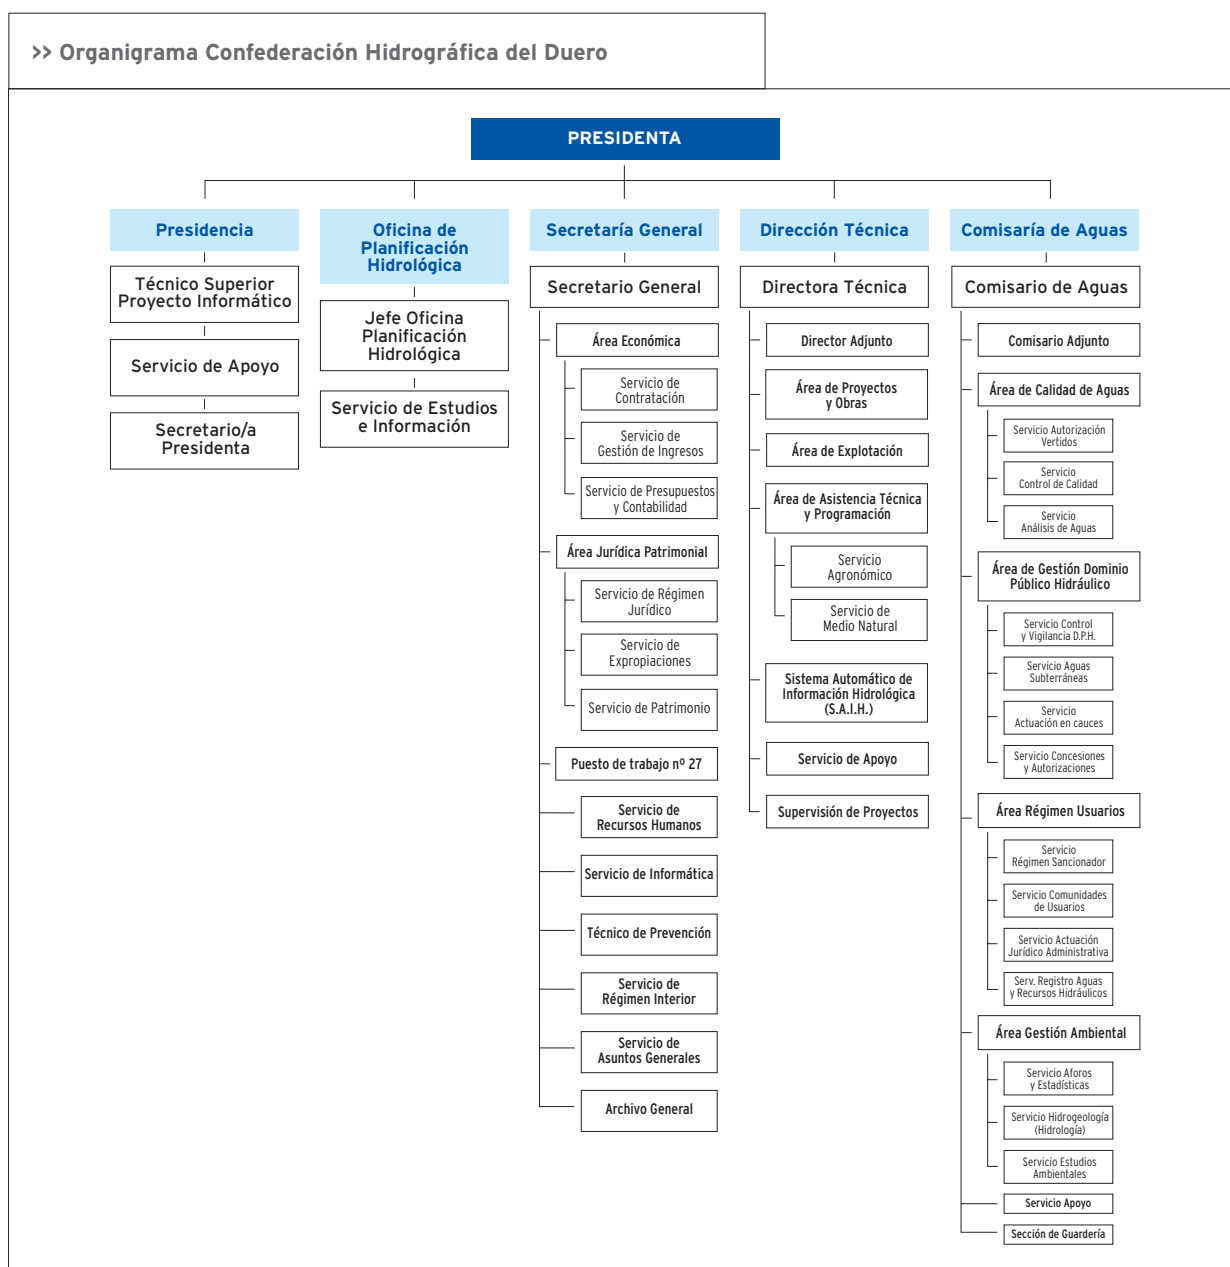 >> Organigrama Confederación Hidrográfica del Duero
PRESIDENTA
Presidencia
Técnico Superior
Proyecto Informático
Servicio de Apoyo
Secretario/a
Presidenta
Oficina de
Planificación
Hidrológica
Jefe Oficina
Planificación
Hidrológica
Servicio de Estudios
e Información
Secretaría General
Secretario General
Área Económica
Servicio de
Contratación
Servicio de
Gestión de Ingresos
Servicio de Presupuestos
y Contabilidad
Área Jurídica Patrimonial
Servicio de Régimen
Jurídico
Servicio de
Expropiaciones
Servicio de Patrimonio
Puesto de trabajo nº 27
Servicio de
Recursos Humanos
Servicio de Informática
Técnico de Prevención
Servicio de
Régimen Interior
Servicio de
Asuntos Generales
Archivo General
Dirección Técnica
Directora Técnica
Director Adjunto
Área de Proyectos
y Obras
Área de Explotación
Área de Asistencia Técnica
y Programación
Servicio
Agronómico
Servicio de
Medio Natural
Sistema Automático de
Información Hidrológica
(S.A.I.H.)
Servicio de Apoyo
Supervisión de Proyectos
Comisaría de Aguas
Comisario de Aguas
Comisario Adjunto
Área de Calidad de Aguas
Servicio Autorización
Vertidos
Servicio
Control de Calidad
Servicio
Análisis de Aguas
Área de Gestión Dominio
Público Hidráulico
Servicio Control
y Vigilancia D.P.H.
Servicio Aguas
Subterráneas
Servicio
Actuación en cauces
Servicio Concesiones
y Autorizaciones
Área Régimen Usuarios
Servicio
Régimen Sancionador
Servicio Comunidades
de Usuarios
Servicio Actuación
Jurídico Administrativa
Serv. Registro Aguas
y Recursos Hidráulicos
Área Gestión Ambiental
Servicio Aforos
y Estadísticas
Servicio Hidrogeología
(Hidrología)
Servicio Estudios
Ambientales
Servicio Apoyo
Sección de Guardería